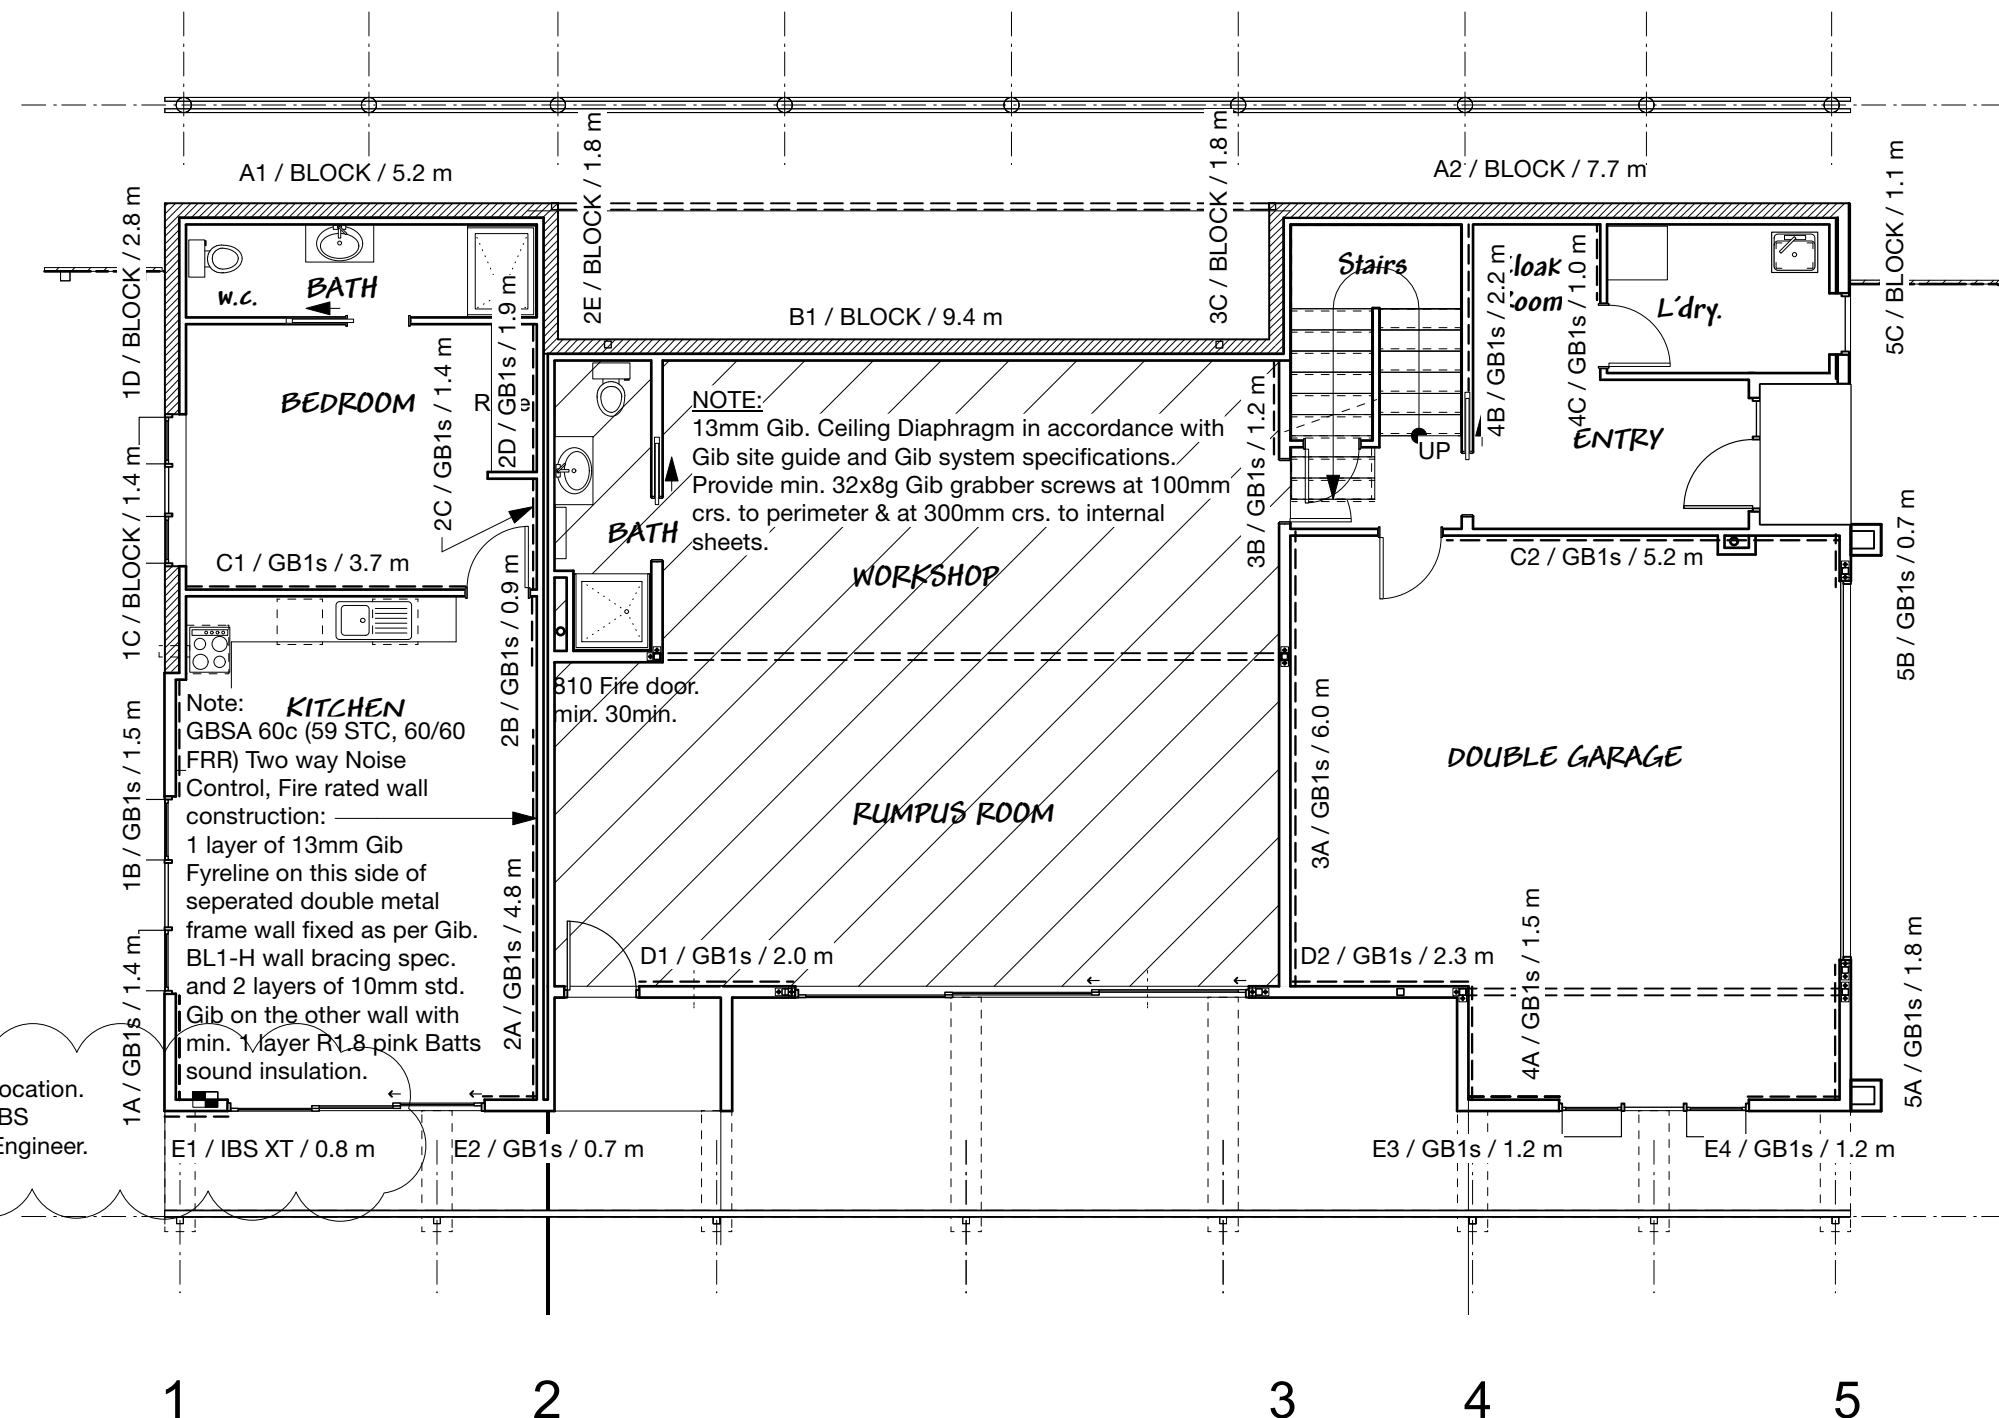 A1 / BLOCK / 5.2 m
A2 / BLOCK / 7.7 m
1D / BLOCK / 2.8 m
2E / BLOCK / 1.8 m
3C / BLOCK / 1.8 m
5C / BLOCK / 1.1 m
B1 / BLOCK / 9.4 m
W.C.
BATH
Stairs
loak
oom
L'dry.
4B / GB1s / 2.2 m
4C / GB1s / 1.0 m
2D / GB1s / 1.9 m
2C / GB1s / 1.4 m
BEDROOM
R
e
NOTE:
13mm Gib. Ceiling Diaphragm in accordance with
Gib site guide and Gib system specifications.
Provide min. 32x8g Gib grabber screws at 100mm
crs. to perimeter & at 300mm crs. to internal
sheets.
3B / GB1s / 1.2 m
UP
ENTRY
1C / BLOCK / 1.4 m
BATH
C1 / GB1s / 3.7 m
WORKSHOP
C2 / GB1s / 5.2 m
5B / GB1s / 0.7 m
2B / GB1s / 0.9 m
810 Fire door.
min. 30min.
KITCHEN
Note:
GBSA 60c (59 STC, 60/60
FRR) Two way Noise
Control, Fire rated wall
construction:
1 layer of 13mm Gib
Fyreline on this side of
seperated double metal
frame wall fixed as per Gib.
BL1-H wall bracing spec.
and 2 layers of 10mm std.
Gib on the other wall with
min. 1 layer R1.8 pink Batts
sound insulation.
1B / GB1s / 1.5 m
RUMPUS ROOM
3A / GB1s / 6.0 m
DOUBLE GARAGE
2A / GB1s / 4.8 m
D1 / GB1s / 2.0 m
D2 / GB1s / 2.3 m
4A / GB1s / 1.5 m
5A / GB1s / 1.8 m
1A / GB1s / 1.4 m
ocation.
BS
Engineer.
E1 / IBS XT / 0.8 m
E2 / GB1s / 0.7 m
E3 / GB1s / 1.2 m
E4 / GB1s / 1.2 m
1
2
3
4
5